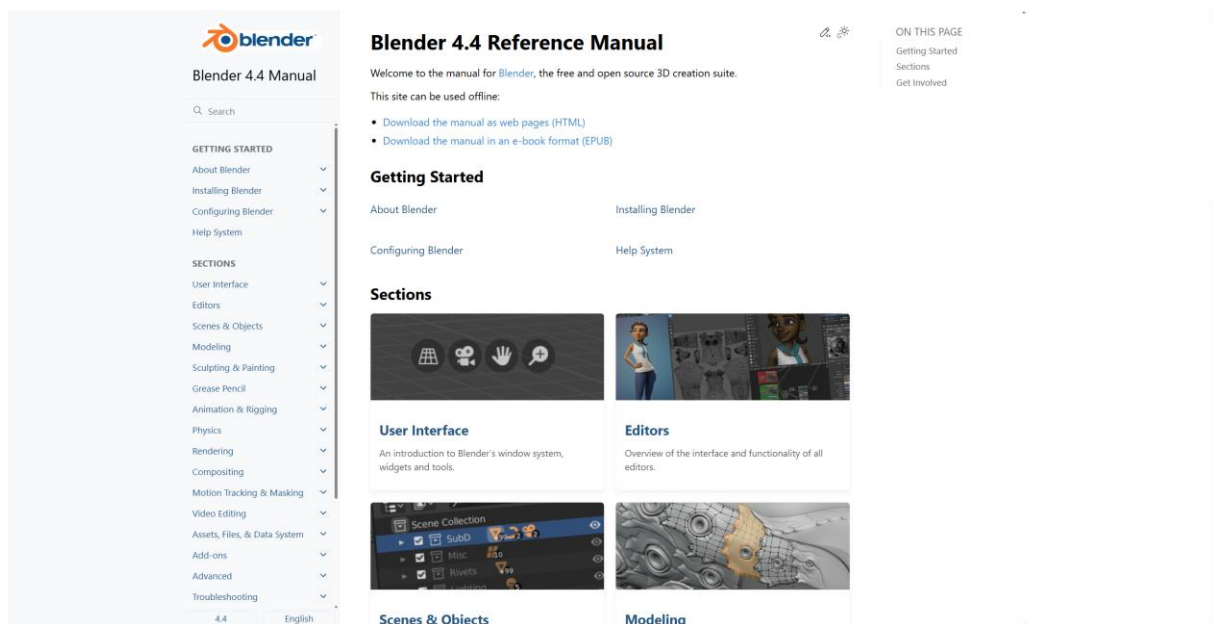 blender
Blender 4.4 Manual
Search
GETTING STARTED
About Blender
Installing Blender
Configuring Blender
Help System
SECTIONS
User Interface
Editors
Scenes & Objects
Modeling
Sculpting & Painting
Grease Pencil
Animation & Rigging
Physics
Rendering
Compositing
Motion Tracking & Masking
Video Editing
Assets, Files, & Data System
Add-ons
Advanced
Troubleshooting
4.4 English
Blender 4.4 Reference Manual
Welcome to the manual for Blender, the free and open source 3D creation suite.
This site can be used offline:
• Download the manual as web pages (HTML)
• Download the manual in an e-book format (EPUB)
Getting Started
About Blender Installing Blender
Configuring Blender Help System
Sections
User Interface
An introduction to Blender's window system,
widgets and tools.
Editors
Overview of the interface and functionality of all
editors.
Scene Collection
SubD 99 2 2
Misc 10
Rivets 99
Lighting
Scenes & Objects
Modeling
ON THIS PAGE
Getting Started
Sections
Get Involved